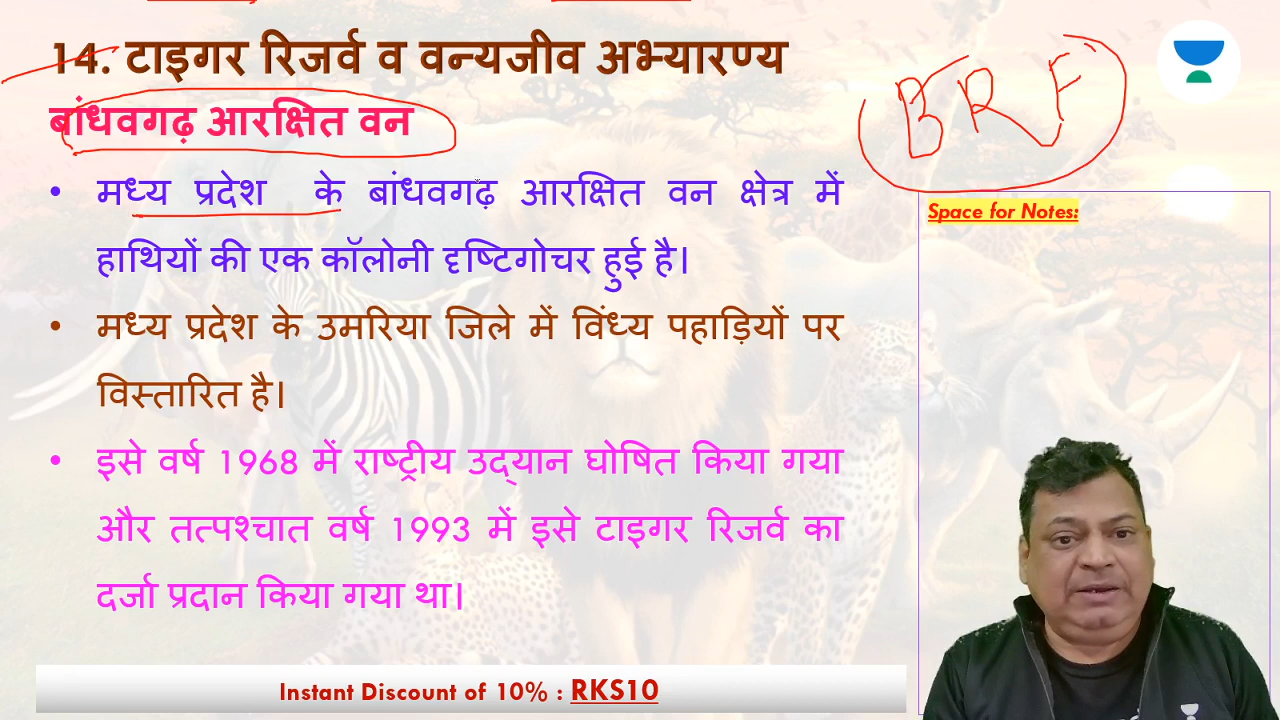 14. टाइगर रिजर्व व वन्यजीव अभ्यारण्य
BRF
बांधवगढ़ आरक्षित वन
• मध्य प्रदेश के बांधवगढ़ आरक्षित वन क्षेत्र में
हाथियों की एक कॉलोनी दृष्टिगोचर हुई है।
Space for Notes:
• मध्य प्रदेश के उमरिया जिले में विंध्य पहाड़ियों पर
विस्तारित है।
• इसे वर्ष 1968 में राष्ट्रीय उद्यान घोषित किया गया
और तत्पश्चात वर्ष 1993 में इसे टाइगर रिजर्व का
दर्जा प्रदान किया गया था।
Instant Discount of 10% : RKS10